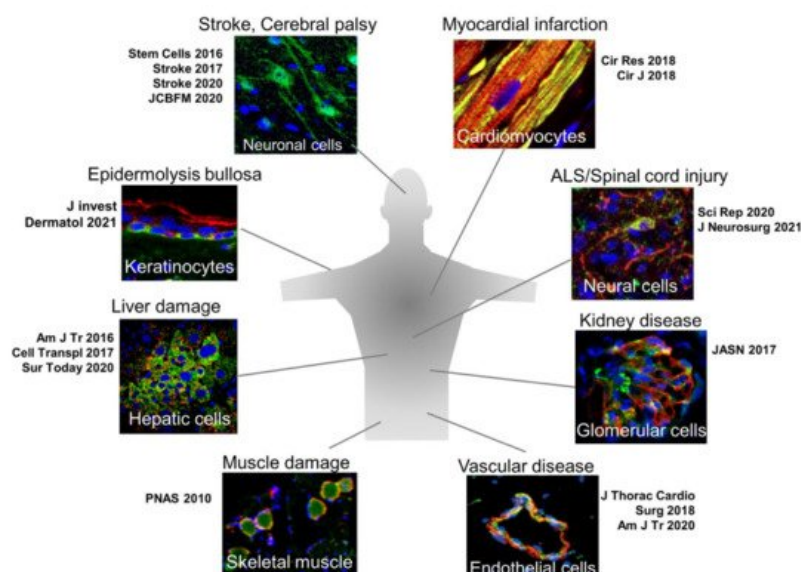 Stroke, Cerebral palsy
Stem Cells 2016
Stroke 2017
Stroke 2020
JCBFM 2020
Neuronal cells
Myocardial infarction
Cir Res 2018
Cir J 2018
Cardiomyocytes
Epidermolysis bullosa
J invest
Dermatol 2021
Keratinocytes
ALS/Spinal cord injury
Sci Rep 2020
J Neurosurg 2021
Neural cells
Liver damage
Am J Tr 2016
Cell Transpl 2017
Sur Today 2020
Hepatic cells
Kidney disease
JASN 2017
Glomerular cells
Muscle damage
PNAS 2010
Skeletal muscle
Vascular disease
J Thorac Cardio
Surg 2018
Am J Tr 2020
Endothelial cells